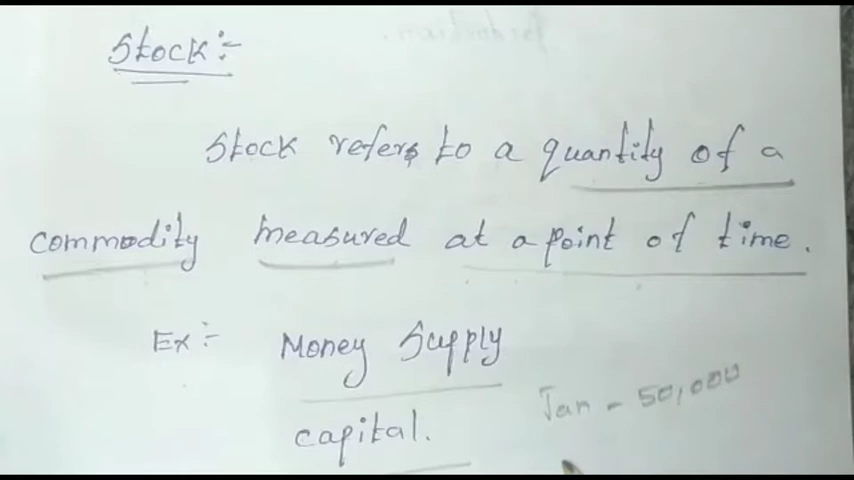 Stock:-
Stock refers to a quantity of a
commodity measured at a point of time.
Ex:- Money Supply
capital.
Jan - 50,000